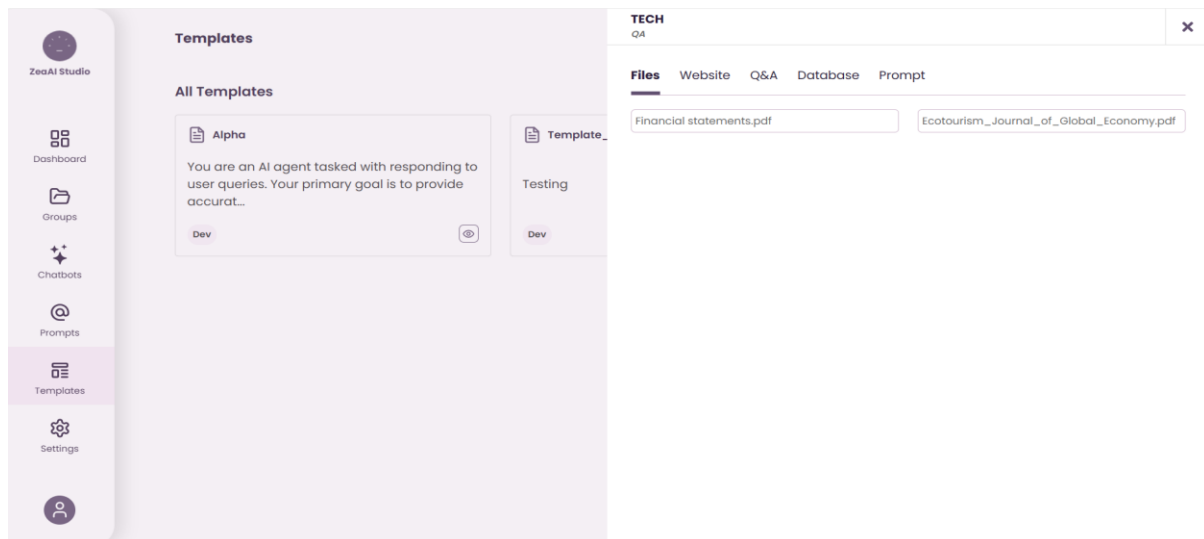 ZeaAI Studio
Dashboard
Groups
Chatbots
Prompts
Templates
Settings
Templates
All Templates
Alpha
You are an AI agent tasked with responding to
user queries. Your primary goal is to provide
accurat...
Dev
Template_
Testing
Dev
TECH
QA
Files Website Q&A Database Prompt
Financial statements.pdf
Ecotourism_Journal_of_Global_Economy.pdf